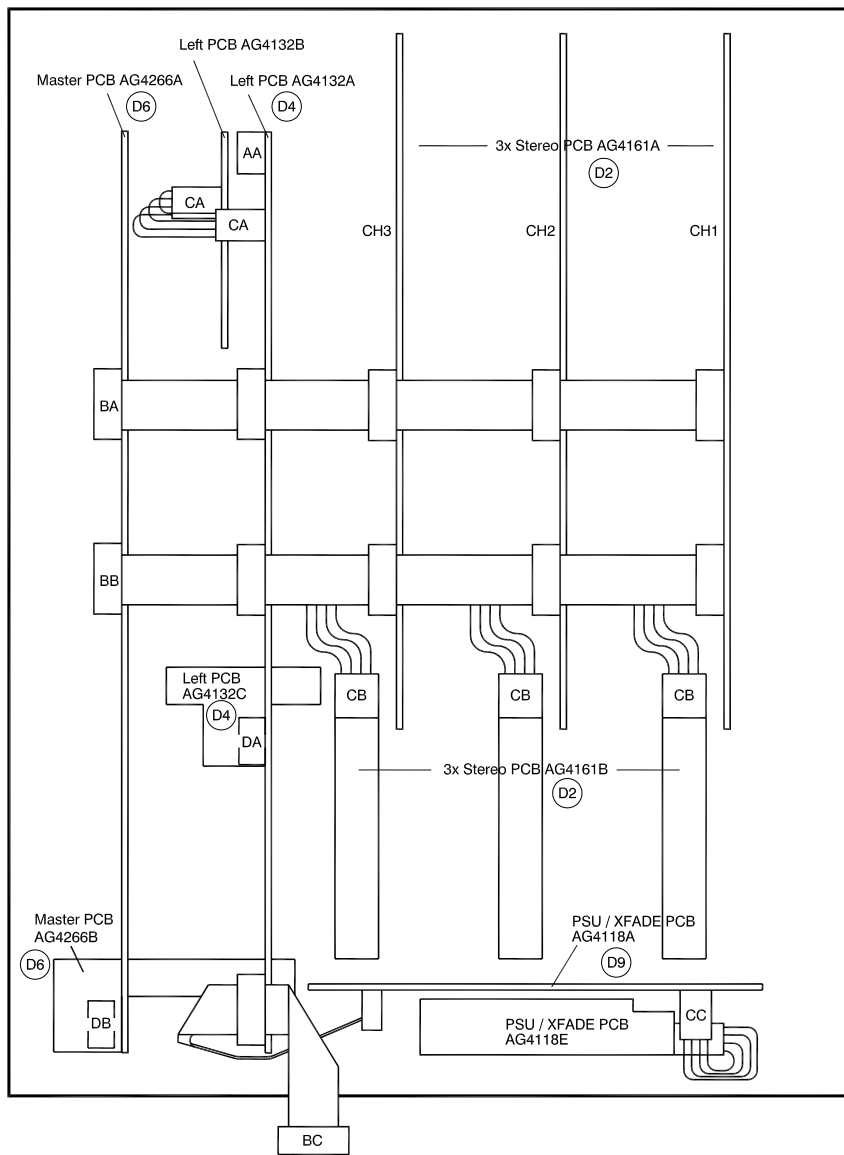 Left PCB AG4132B
Master PCB AG4266A
D6
Left PCB AG4132A
D4
AA
3x Stereo PCB AG4161A
D2
CA
CA
CH3
CH2
CH1
BA
BB
Left PCB
AG4132C
D4
DA
CB
CB
CB
3x Stereo PCB AG4161B
D2
Master PCB
AG4266B
D6
DB
PSU / XFADE PCB
AG4118A
D9
CC
PSU / XFADE PCB
AG4118E
BC